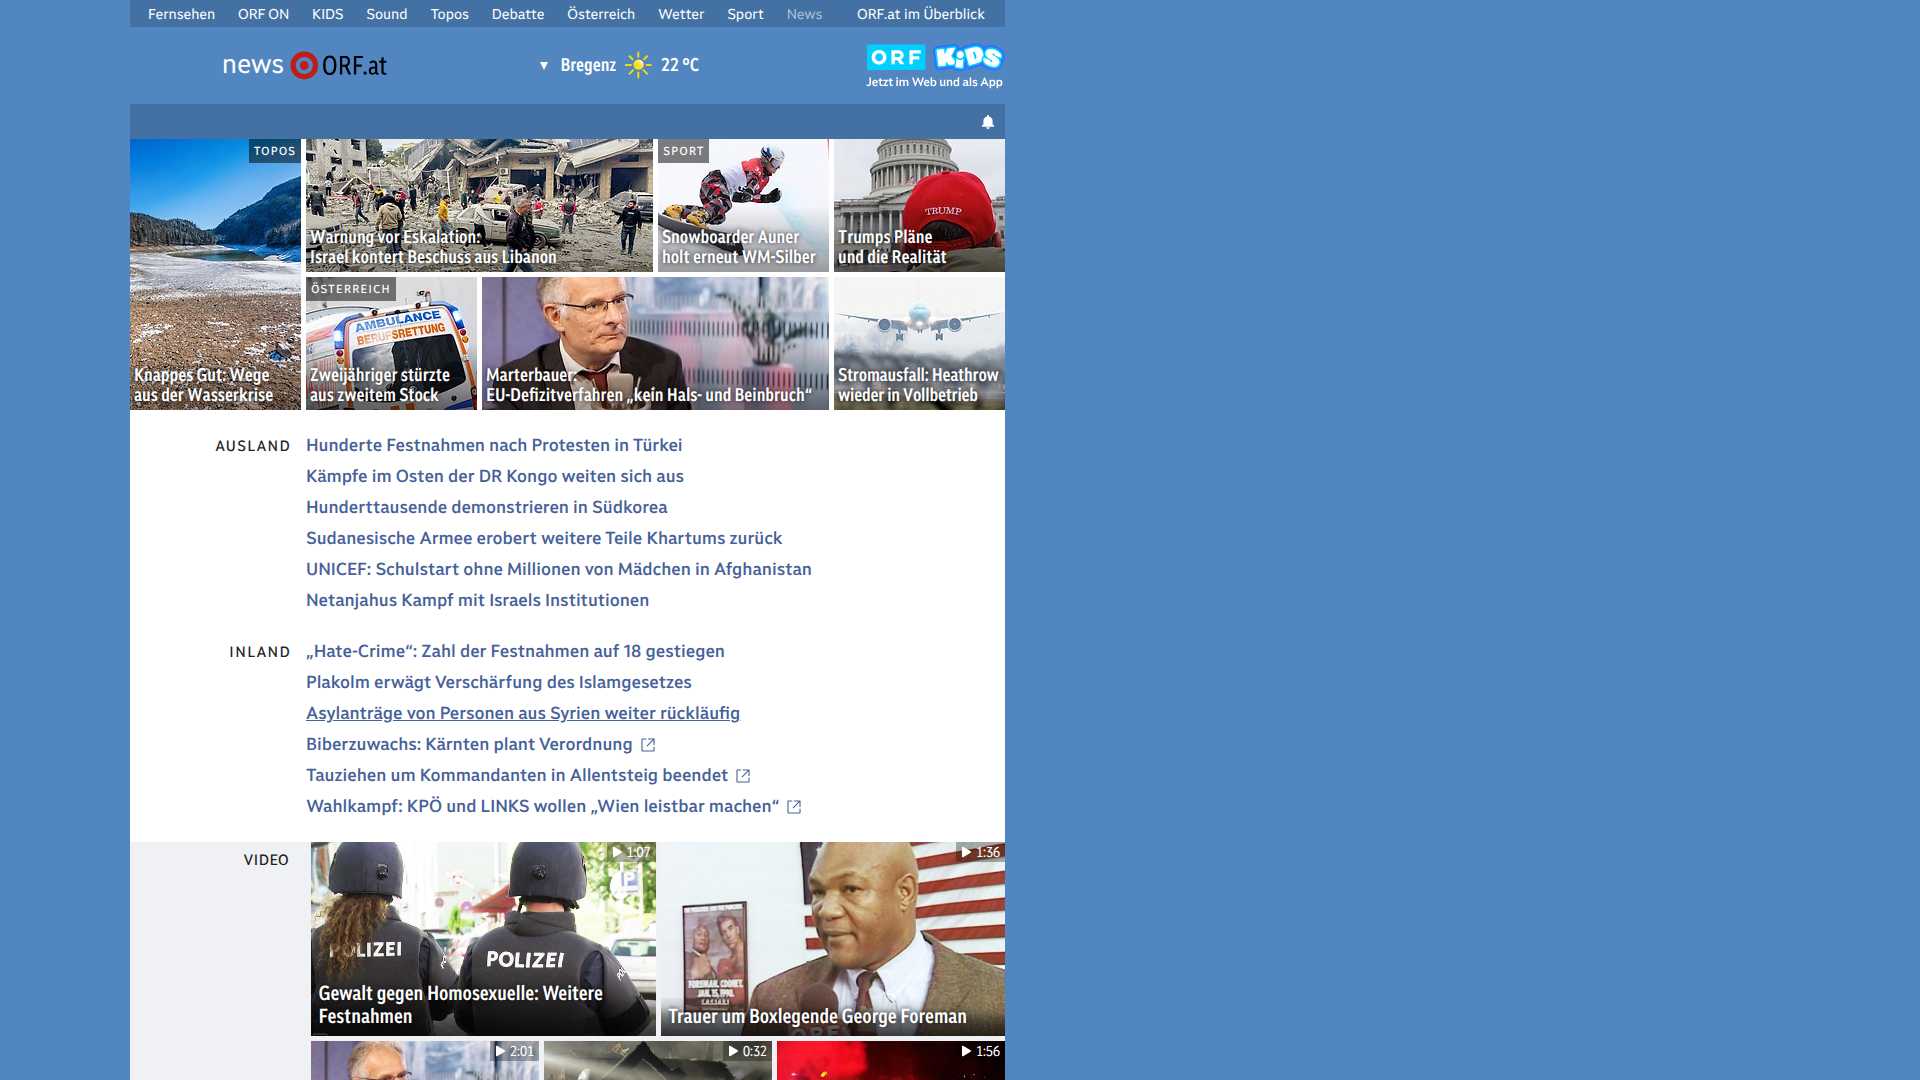 Fernsehen ORF ON KIDS Sound Topos Debatte Österreich Wetter Sport News ORF.at im Überblick
news ORF.at
▼ Bregenz 22 °C
ORF KiDS
Jetzt im Web und als App
TOPOS
Knappes Gut: Wege
aus der Wasserkrise
Warnung vor Eskalation:
Israel kontert Beschuss aus Libanon
SPORT
Snowboarder Auner
holt erneut WM-Silber
TRUMP
Trumps Pläne
und die Realität
ÖSTERREICH
AMBULANCE
BERUFSRETTUNG
Zweijähriger stürzte
aus zweitem Stock
Marterbauer:
EU-Defizitverfahren „kein Hals- und Beinbruch“
Stromausfall: Heathrow
wieder in Vollbetrieb
AUSLAND
Hunderte Festnahmen nach Protesten in Türkei
Kämpfe im Osten der DR Kongo weiten sich aus
Hunderttausende demonstrieren in Südkorea
Sudanesische Armee erobert weitere Teile Khartums zurück
UNICEF: Schulstart ohne Millionen von Mädchen in Afghanistan
Netanjahus Kampf mit Israels Institutionen
INLAND
„Hate-Crime“: Zahl der Festnahmen auf 18 gestiegen
Plakolm erwägt Verschärfung des Islamgesetzes
Asylanträge von Personen aus Syrien weiter rückläufig
Biberzuwachs: Kärnten plant Verordnung
Tauziehen um Kommandanten in Allentsteig beendet
Wahlkampf: KPÖ und LINKS wollen „Wien leistbar machen“
VIDEO
1:07
POLIZEI
POLIZEI
Gewalt gegen Homosexuelle: Weitere
Festnahmen
1:36
FOREMAN, COONEY,
JAN. 15, 1990.
CAESARS
ORF
Trauer um Boxlegende George Foreman
2:01
0:32
1:56